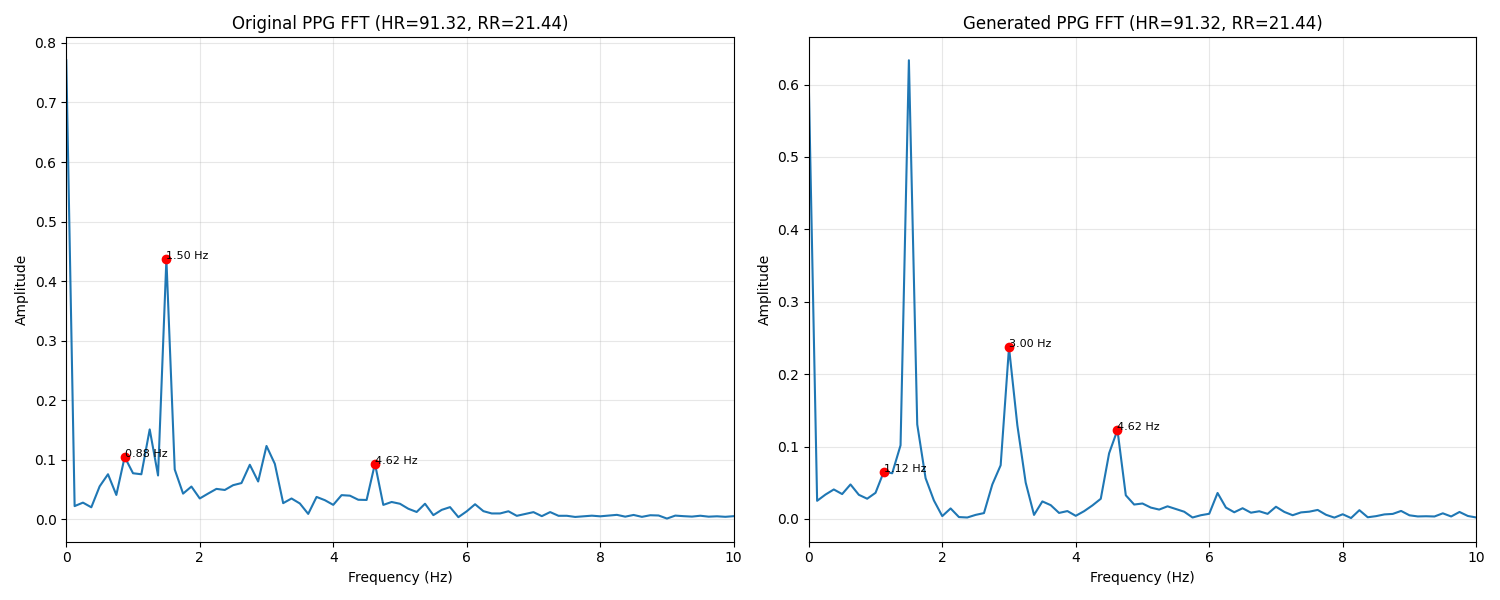 Original PPG FFT (HR=91.32, RR=21.44)
0.8
0.7
0.6
0.5
0.4
0.3
0.2
0.1
0.0
Amplitude
1.50 Hz
0.88 Hz
4.62 Hz
0 2 4 6 8 10
Frequency (Hz)
Generated PPG FFT (HR=91.32, RR=21.44)
0.6
0.5
0.4
0.3
0.2
0.1
0.0
Amplitude
3.00 Hz
4.62 Hz
1.12 Hz
0 2 4 6 8 10
Frequency (Hz)